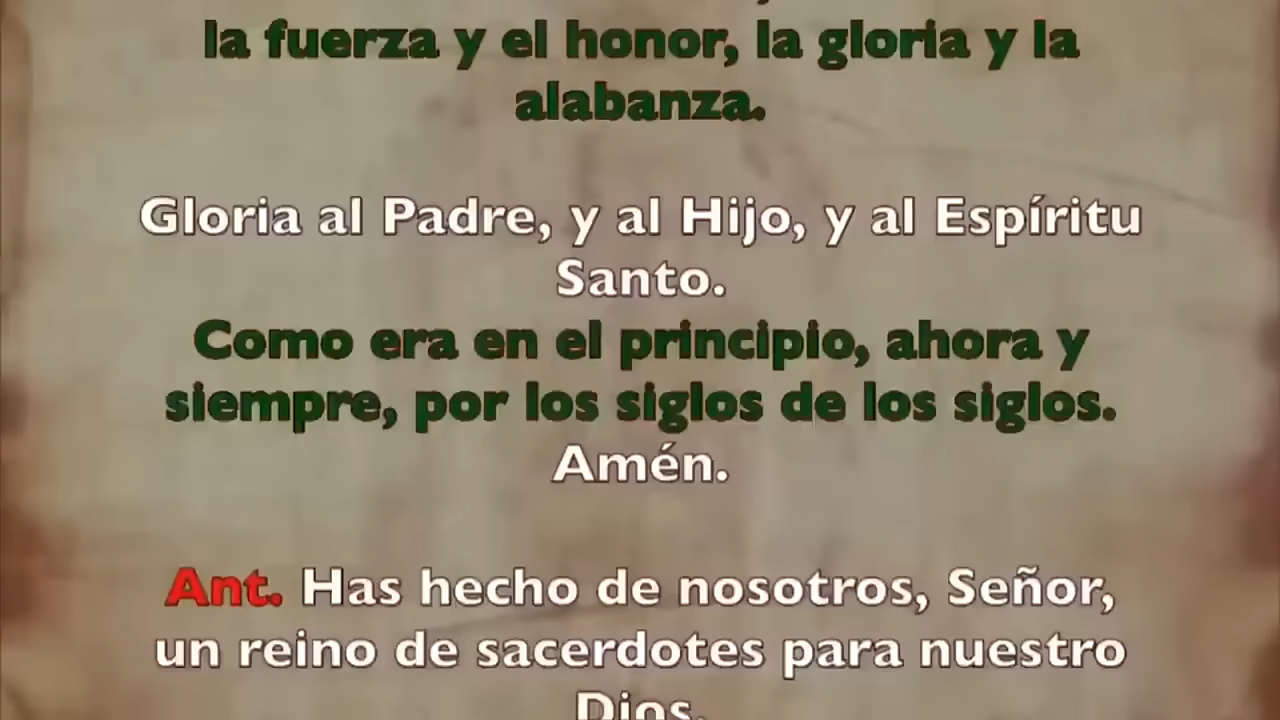 la fuerza y el honor, la gloria y la
alabanza.
Gloria al Padre, y al Hijo, y al Espíritu
Santo.
Como era en el principio, ahora y
siempre, por los siglos de los siglos.
Amén.
Ant. Has hecho de nosotros, Señor,
un reino de sacerdotes para nuestro
Dios.